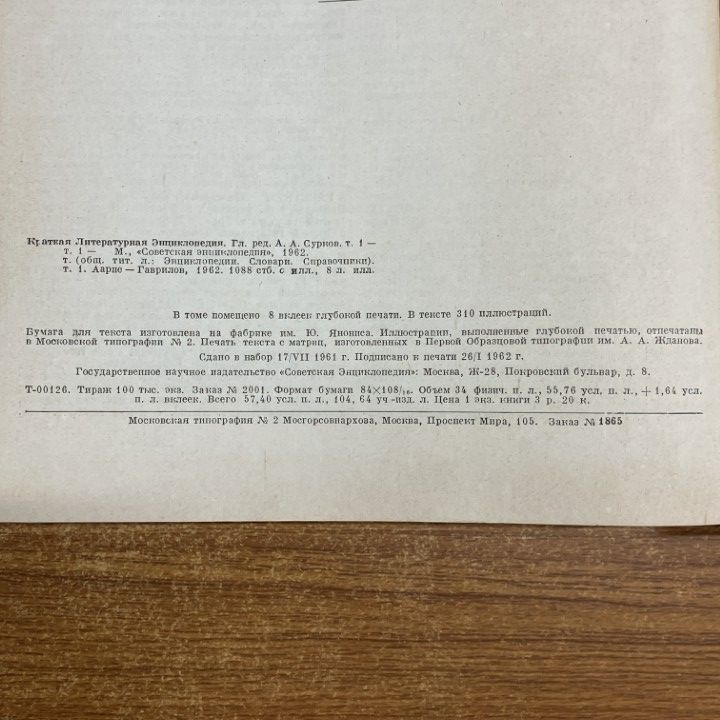 Краткая Литературная Энциклопедия. Гл. ред. А. А. Сурков. т. 1 —
т. 1 — М., «Советская энциклопедия», 1962.
т. (общ. тит. л.: Энциклопедии. Словари. Справочники).
т. 1. Аарне — Гаврилов, 1962. 1088 стб. с илл., 8 л. илл.
В томе помещено 8 вклеек глубокой печати. В тексте 310 иллюстраций.
Бумага для текста изготовлена на фабрике им. Ю. Янониса. Иллюстрации, выполненные глубокой печатью, отпечатаны
в Московской типографии № 2. Печать текста с матриц, изготовленных в Первой Образцовой типографии им. А. А. Жданова.
Сдано в набор 17/VII 1961 г. Подписано к печати 26/I 1962 г.
Государственное научное издательство «Советская Энциклопедия»: Москва, Ж-28, Покровский бульвар, д. 8.
Т-00126. Тираж 100 тыс. экз. Заказ № 2001. Формат бумаги 84×108/₁₆. Объем 34 физич. п. л., 55,76 усл. п. л., + 1,64 усл.
п. л. вклеек. Всего 57,40 усл. п. л., 104, 64 уч-изд. л. Цена 1 экз. книги 3 р. 20 к.
Московская типография № 2 Мосгорсовнархоза, Москва, Проспект Мира, 105. Заказ № 1865